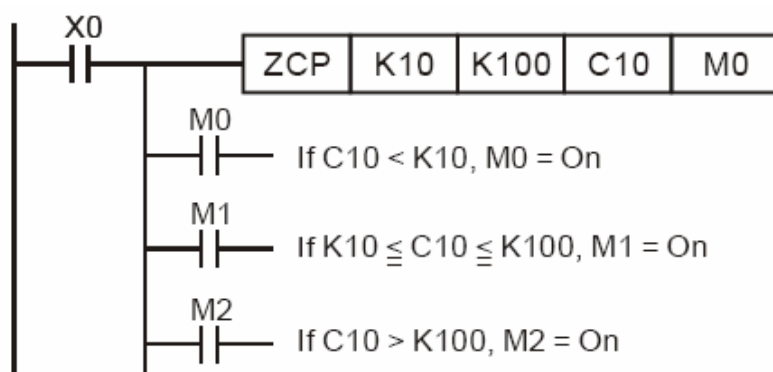 X0
ZCP K10 K100 C10 M0
M0
If C10 < K10, M0 = On
M1
If K10 ≦ C10 ≦ K100, M1 = On
M2
If C10 > K100, M2 = On